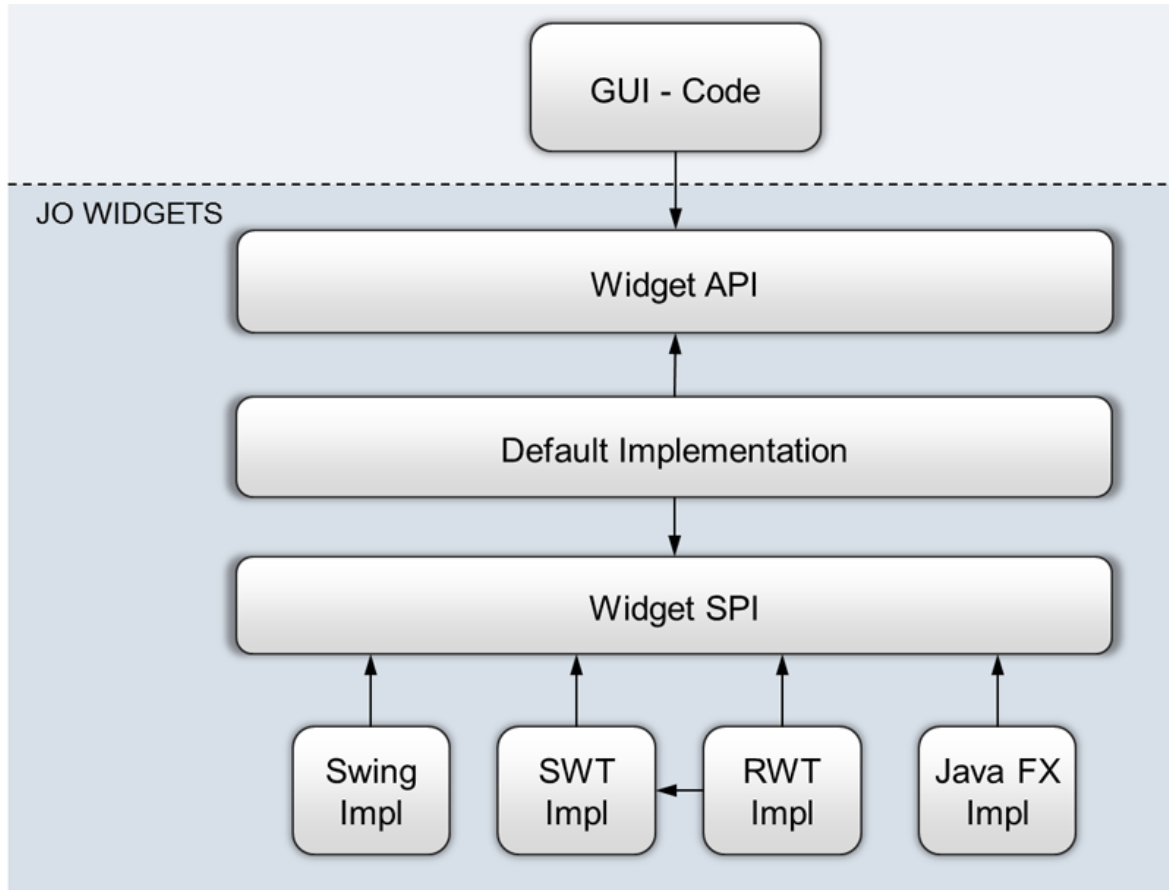 GUI - Code
JO WIDGETS
Widget API
Default Implementation
Widget SPI
Swing
Impl
SWT
Impl
RWT
Impl
Java FX
Impl